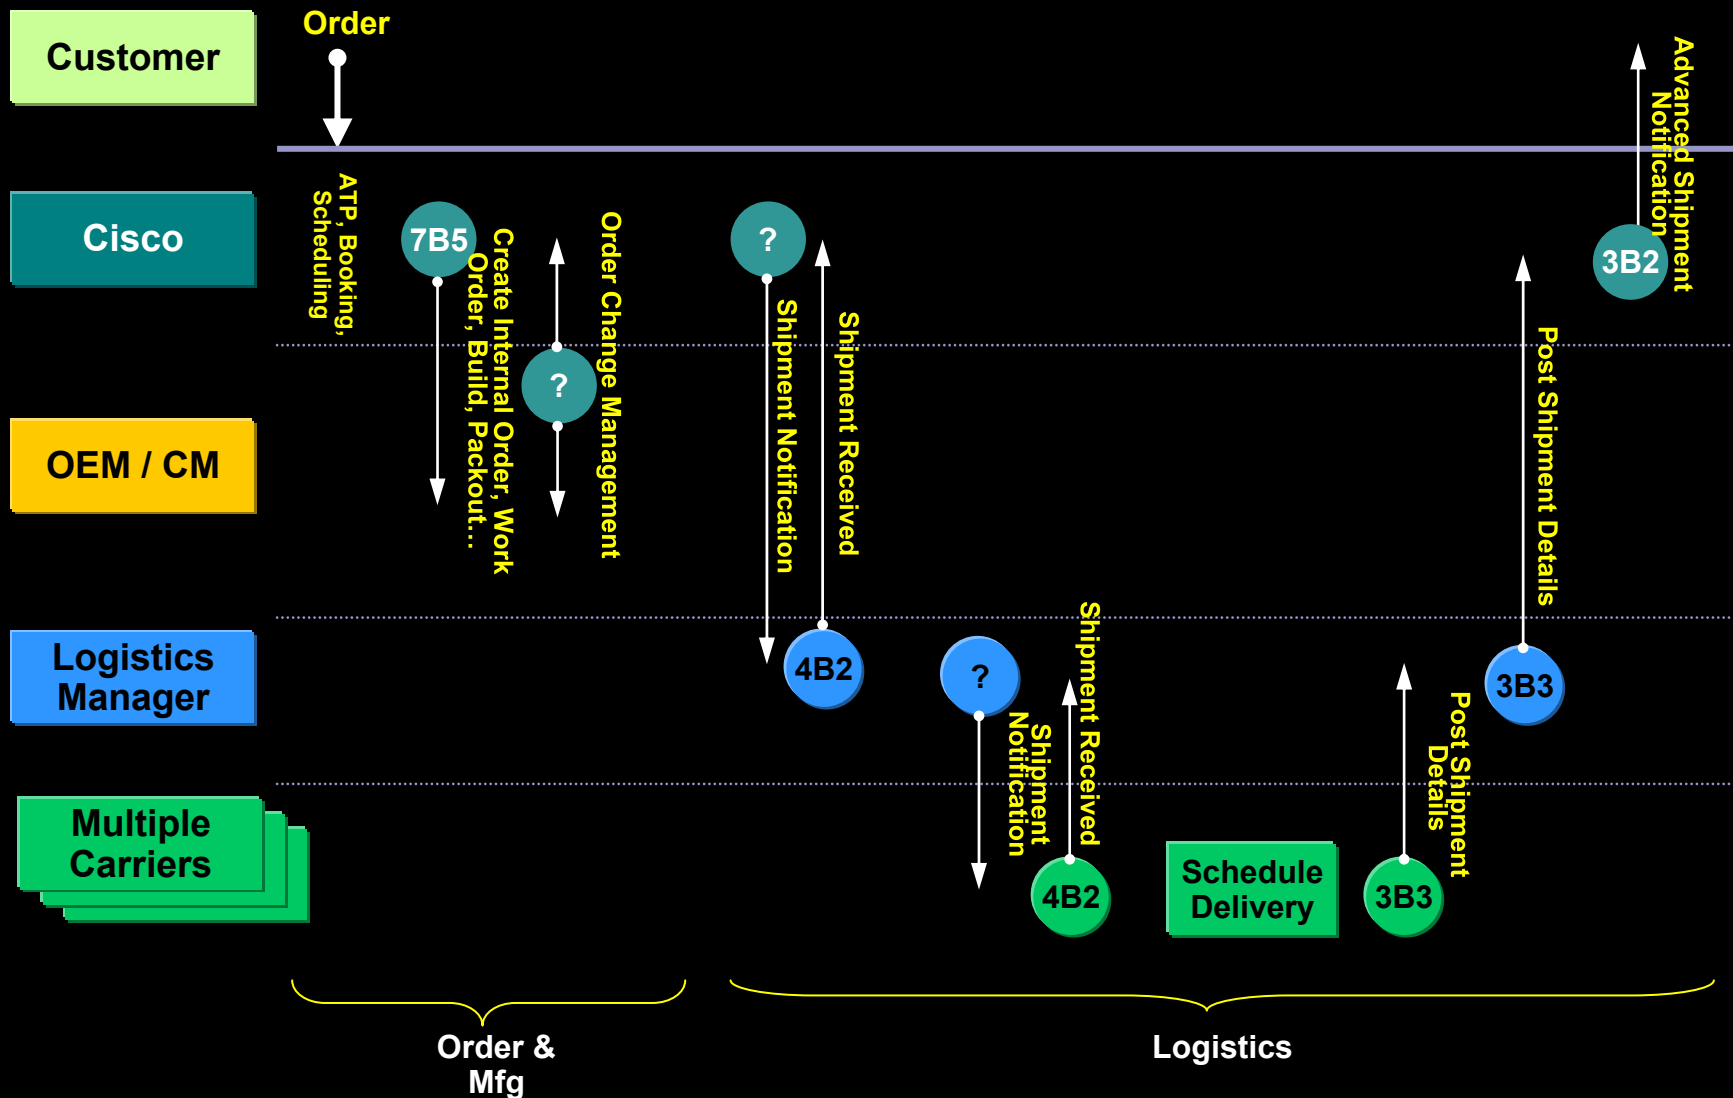 Customer
Order
Advanced Shipment
Notification
Cisco
ATP, Booking,
Scheduling
7B5
Create Internal Order, Work
Order, Build, Packout…
?
Order Change Management
?
Shipment Notification
Shipment Received
Post Shipment Details
3B2
OEM / CM
Logistics
Manager
4B2
?
Shipment
Notification
Shipment Received
Post Shipment
Details
3B3
Multiple
Carriers
4B2
Schedule
Delivery
3B3
Order &
Mfg
Logistics